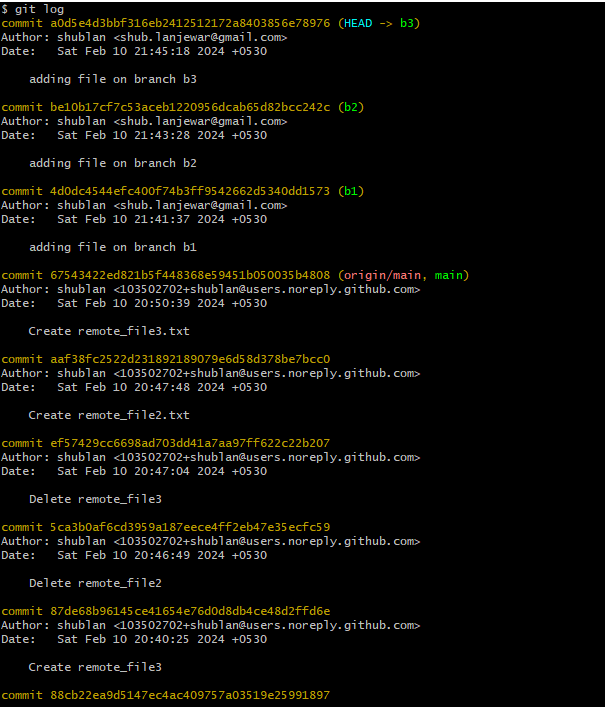 $ git log
commit a0d5e4d3bbf316eb2412512172a8403856e78976 (HEAD -> b3)
Author: shublan <shub.lanjewar@gmail.com>
Date:   Sat Feb 10 21:45:18 2024 +0530
adding file on branch b3
commit be10b17cf7c53aceb1220956dcab65d82bcc242c (b2)
Author: shublan <shub.lanjewar@gmail.com>
Date:   Sat Feb 10 21:43:28 2024 +0530
adding file on branch b2
commit 4d0dc4544efc400f74b3ff9542662d5340dd1573 (b1)
Author: shublan <shub.lanjewar@gmail.com>
Date:   Sat Feb 10 21:41:37 2024 +0530
adding file on branch b1
commit 67543422ed821b5f448368e59451b050035b4808 (origin/main, main)
Author: shublan <103502702+shublan@users.noreply.github.com>
Date:   Sat Feb 10 20:50:39 2024 +0530
Create remote_file3.txt
commit aaf38fc2522d231892189079e6d58d378be7bcc0
Author: shublan <103502702+shublan@users.noreply.github.com>
Date:   Sat Feb 10 20:47:48 2024 +0530
Create remote_file2.txt
commit ef57429cc6698ad703dd41a7aa97ff622c22b207
Author: shublan <103502702+shublan@users.noreply.github.com>
Date:   Sat Feb 10 20:47:04 2024 +0530
Delete remote_file3
commit 5ca3b0af6cd3959a187eece4ff2eb47e35ecfc59
Author: shublan <103502702+shublan@users.noreply.github.com>
Date:   Sat Feb 10 20:46:49 2024 +0530
Delete remote_file2
commit 87de68b96145ce41654e76d0d8db4ce48d2ffd6e
Author: shublan <103502702+shublan@users.noreply.github.com>
Date:   Sat Feb 10 20:40:25 2024 +0530
Create remote_file3
commit 88cb22ea9d5147ec4ac409757a03519e25991897